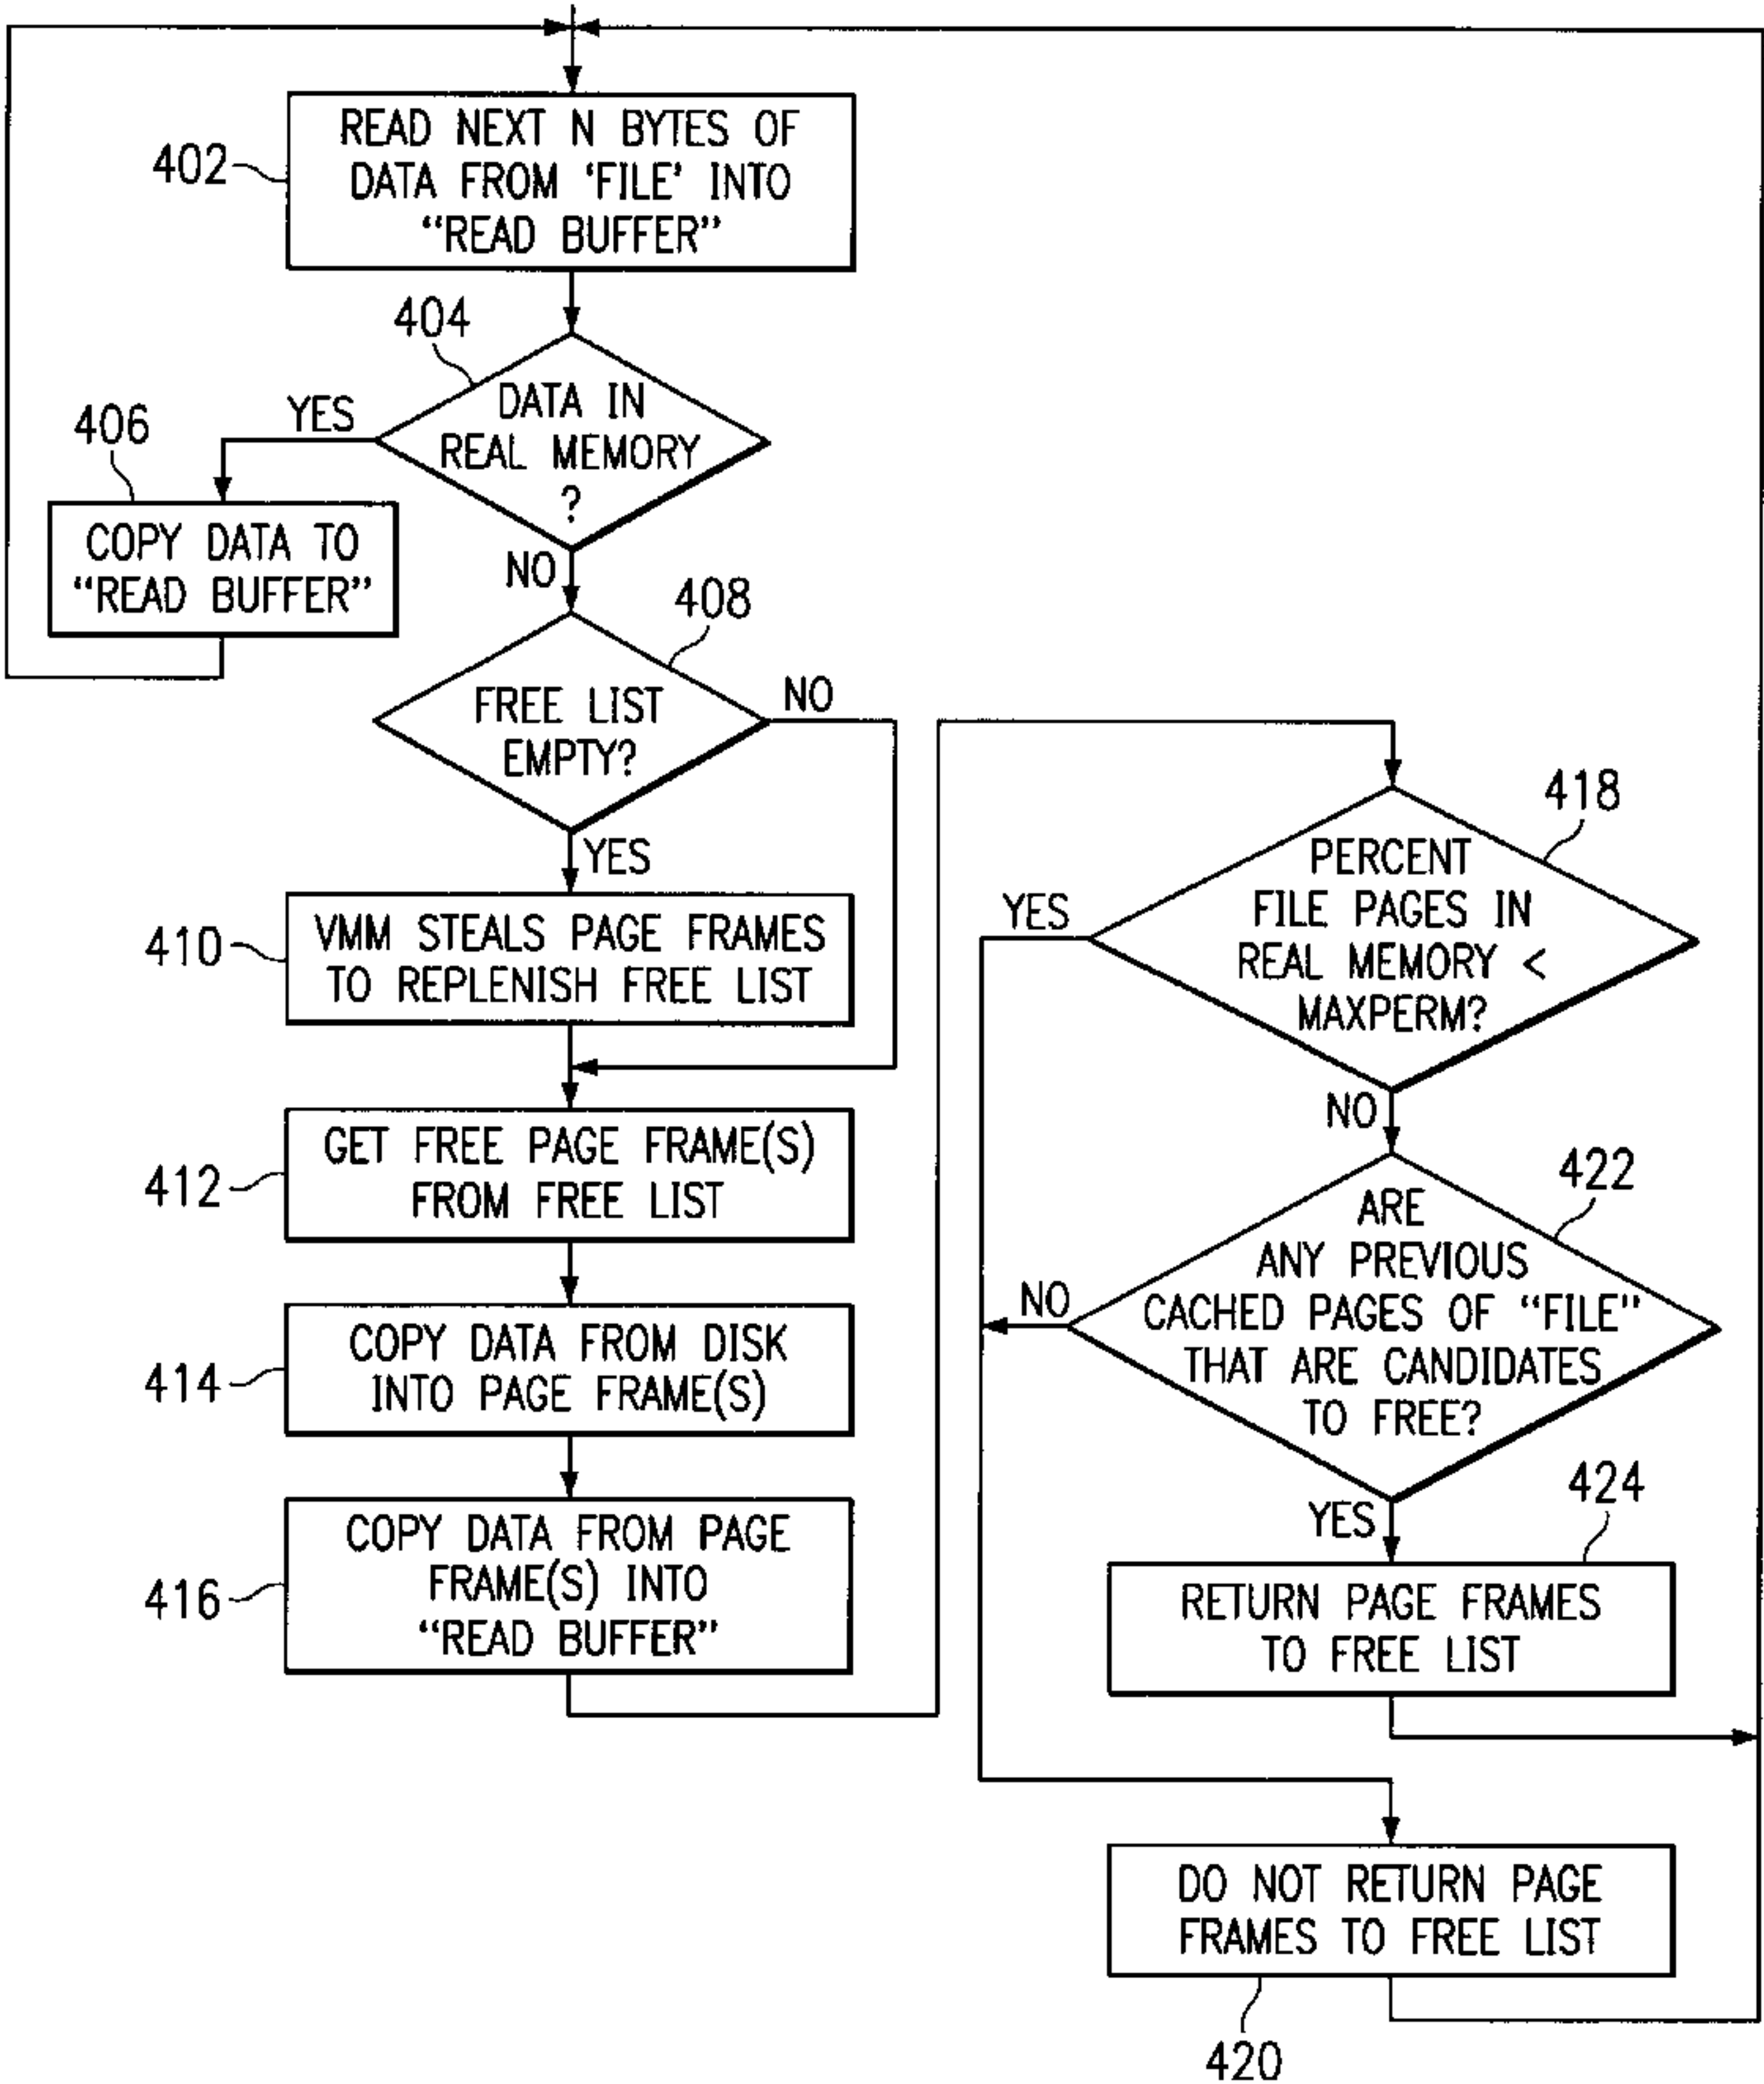 READ NEXT N BYTES OF
DATA FROM ‘FILE’ INTO
“READ BUFFER”
402
404
DATA IN
REAL MEMORY
?
YES
406
COPY DATA TO
“READ BUFFER”
NO
408
FREE LIST
EMPTY?
NO
YES
410
VMM STEALS PAGE FRAMES
TO REPLENISH FREE LIST
412
GET FREE PAGE FRAME(S)
FROM FREE LIST
414
COPY DATA FROM DISK
INTO PAGE FRAME(S)
416
COPY DATA FROM PAGE
FRAME(S) INTO
“READ BUFFER”
418
PERCENT
FILE PAGES IN
REAL MEMORY <
MAXPERM?
YES
NO
422
ARE
ANY PREVIOUS
CACHED PAGES OF "FILE"
THAT ARE CANDIDATES
TO FREE?
NO
YES
424
RETURN PAGE FRAMES
TO FREE LIST
DO NOT RETURN PAGE
FRAMES TO FREE LIST
420